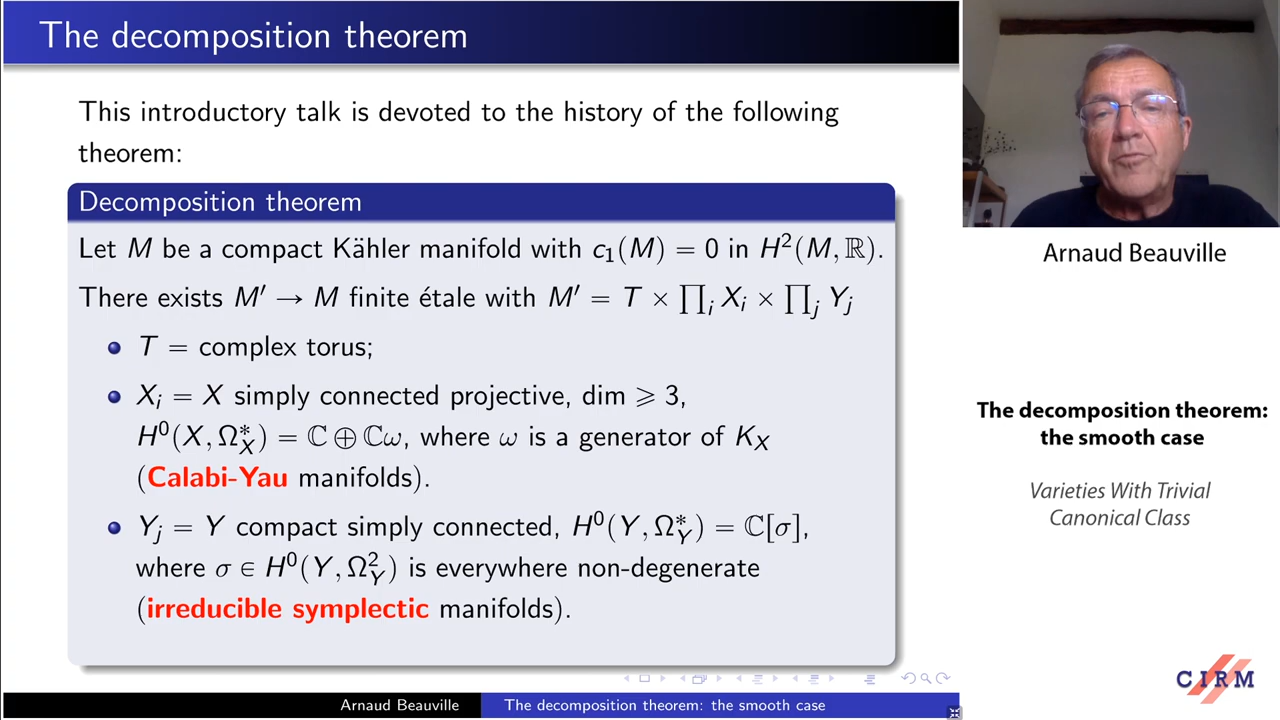 The decomposition theorem
This introductory talk is devoted to the history of the following
theorem:
Decomposition theorem
Let M be a compact Kähler manifold with c₁(M) = 0 in H²(M, ℝ).
There exists M′ → M finite étale with M′ = T × ∏ᵢ Xᵢ × ∏ⱼ Yⱼ
• T = complex torus;
• Xᵢ = X simply connected projective, dim ⩾ 3,
H⁰(X, Ω*_X) = ℂ ⊕ ℂω, where ω is a generator of K_X
(Calabi-Yau manifolds).
• Yⱼ = Y compact simply connected, H⁰(Y, Ω*_Y) = ℂ[σ],
where σ ∈ H⁰(Y, Ω²_Y) is everywhere non-degenerate
(irreducible symplectic manifolds).
Arnaud Beauville
The decomposition theorem: the smooth case
Arnaud Beauville
The decomposition theorem:
the smooth case
Varieties With Trivial
Canonical Class
CIRM